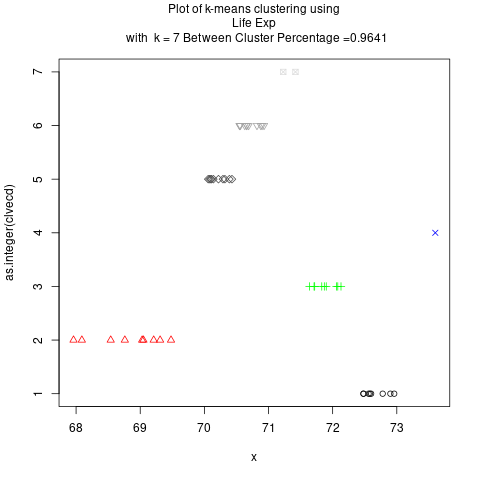 Plot of k-means clustering using
Life Exp
with  k = 7 Between Cluster Percentage =0.9641
7
6
5
4
3
2
1
as.integer(clvecd)
68 69 70 71 72 73
x